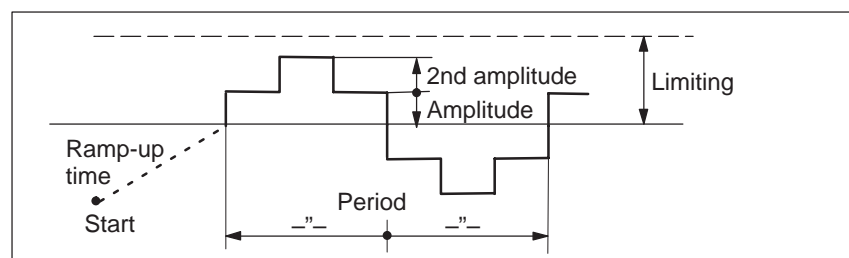 2nd amplitude
Limiting
Amplitude
Ramp-up
time
Start
Period
–"–
–"–